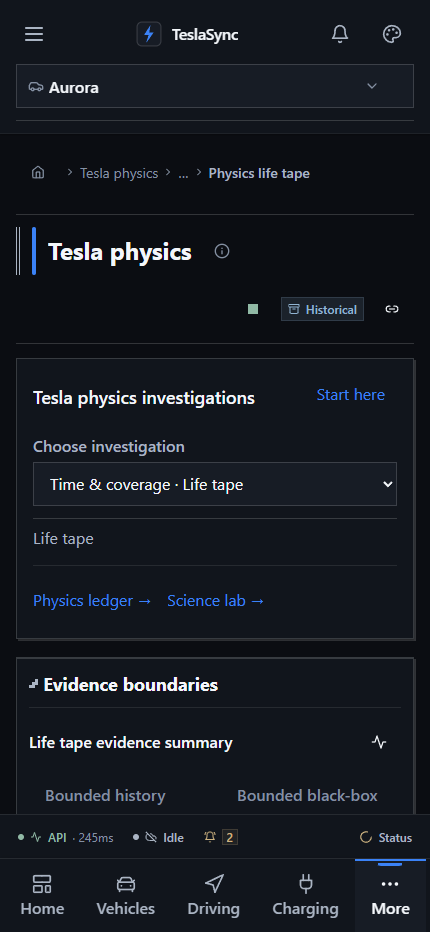 TeslaSync
Aurora
Tesla physics > ... > Physics life tape
Tesla physics
Historical
Tesla physics investigations
Start here
Choose investigation
Time & coverage · Life tape
Life tape
Physics ledger → Science lab →
Evidence boundaries
Life tape evidence summary
Bounded history Bounded black-box
API · 245ms Idle 2 Status
Home Vehicles Driving Charging More